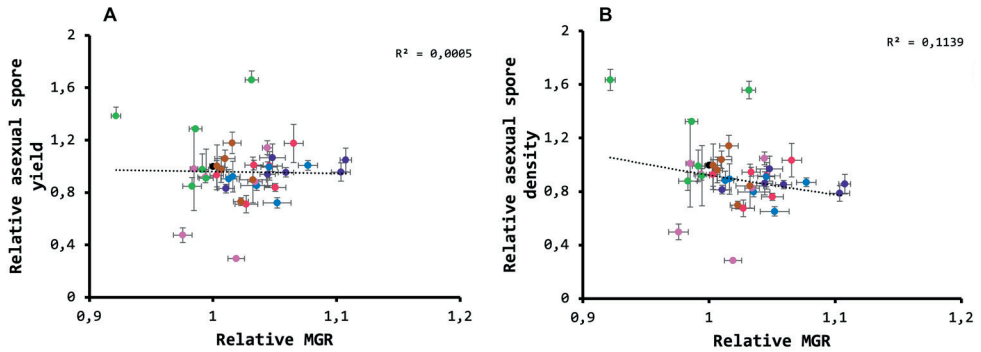 A
R² = 0,0005
Relative asexual spore
yield
2
1,6
1,2
0,8
0,4
0
0,9
1
1,1
1,2
Relative MGR
B
R² = 0,1139
Relative asexual spore
density
2
1,6
1,2
0,8
0,4
0
0,9
1
1,1
1,2
Relative MGR